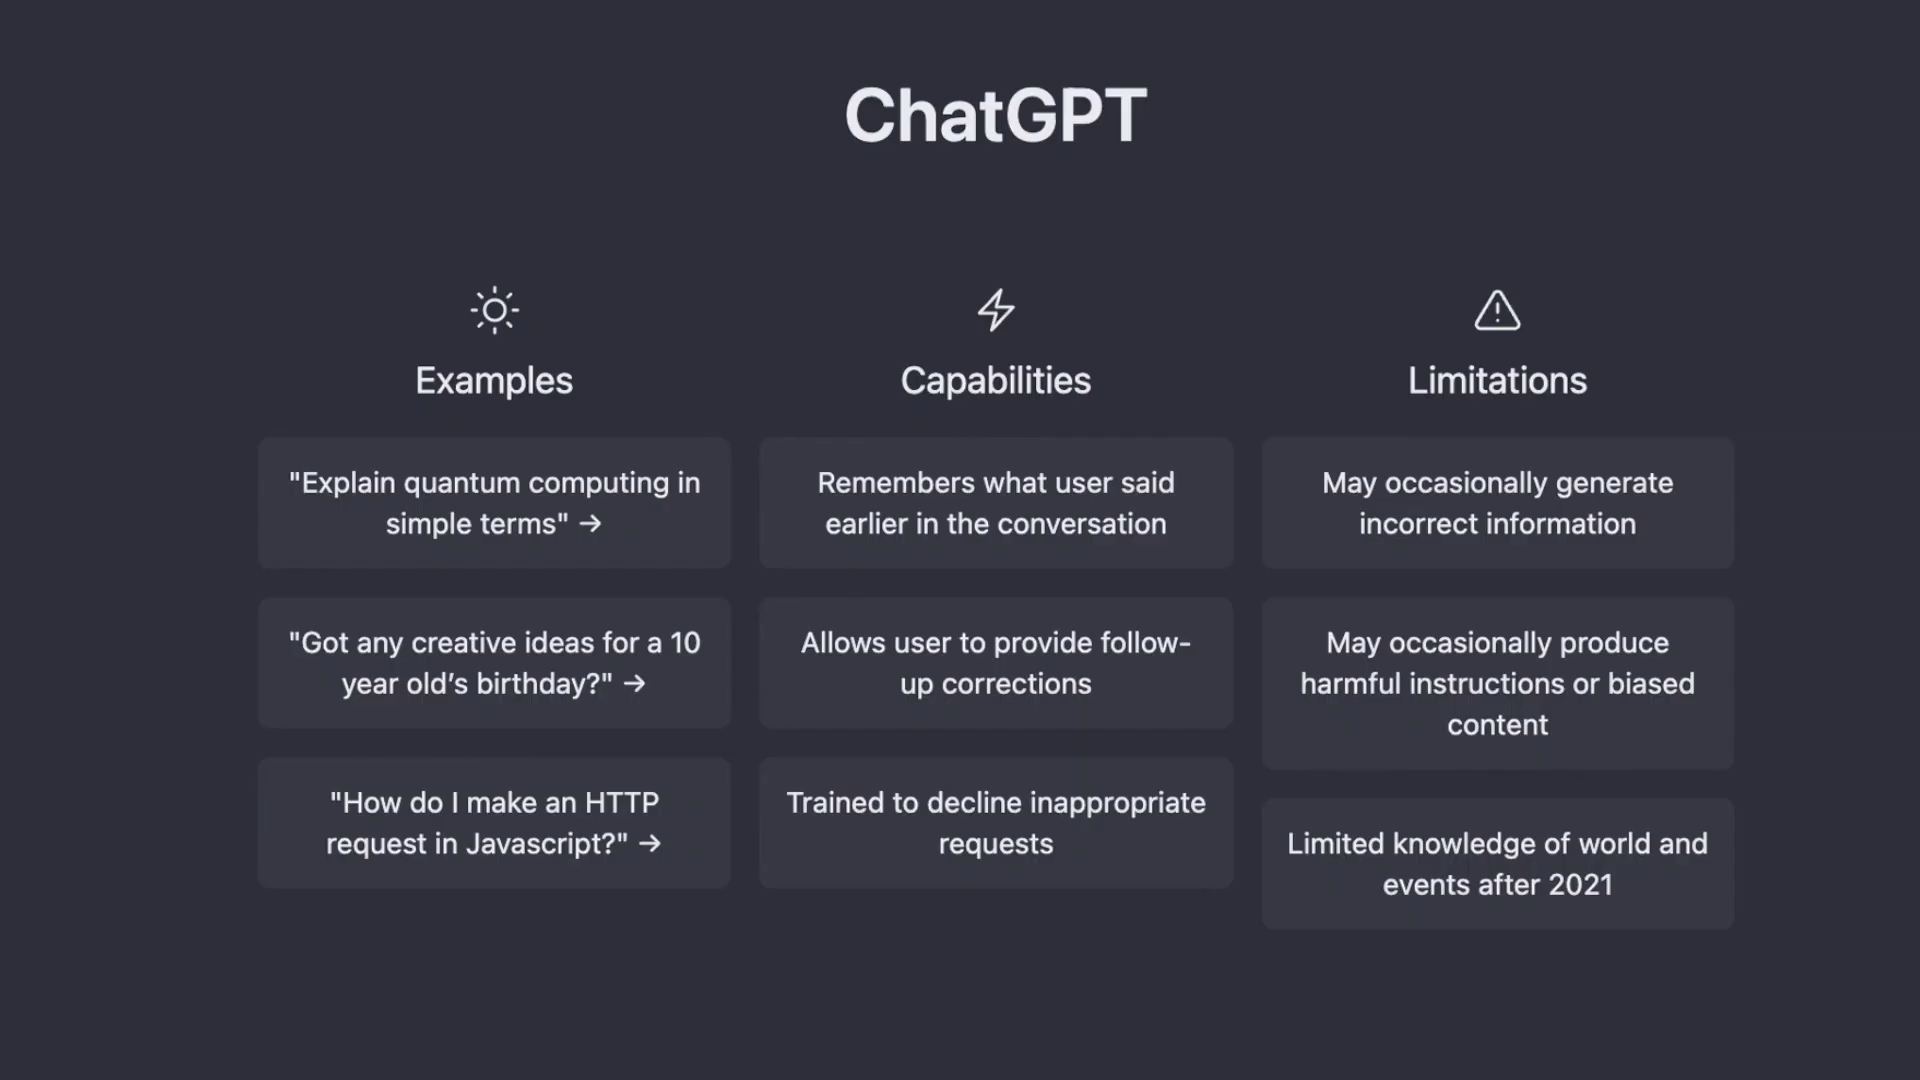 ChatGPT
Examples
"Explain quantum computing in
simple terms" →
"Got any creative ideas for a 10
year old’s birthday?" →
"How do I make an HTTP
request in Javascript?" →
Capabilities
Remembers what user said
earlier in the conversation
Allows user to provide follow-
up corrections
Trained to decline inappropriate
requests
Limitations
May occasionally generate
incorrect information
May occasionally produce
harmful instructions or biased
content
Limited knowledge of world and
events after 2021